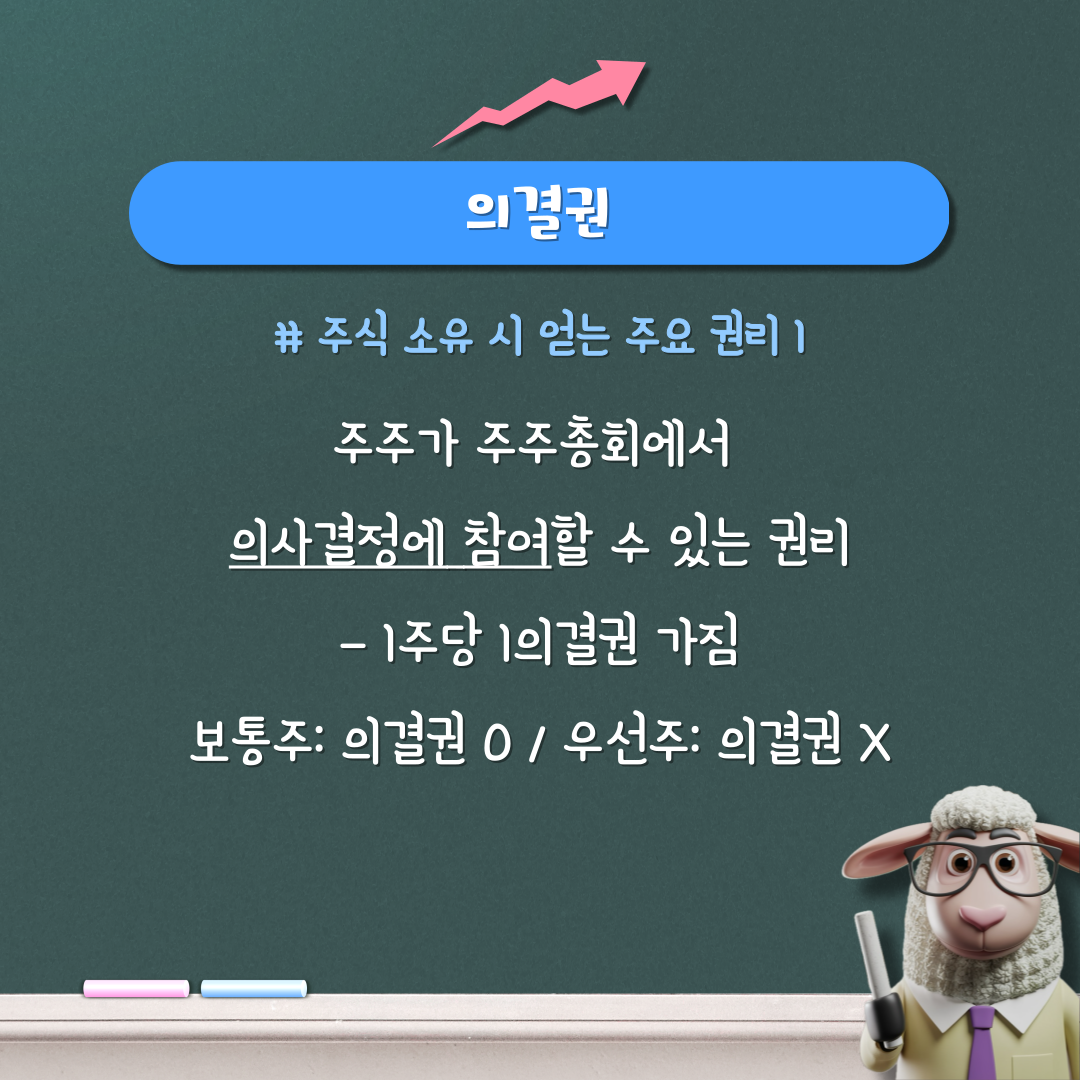 의결권
# 주식 소유 시 얻는 주요 권리 1
주주가 주주총회에서
의사결정에 참여할 수 있는 권리
- 1주당 1의결권 가짐
보통주: 의결권 O / 우선주: 의결권 X